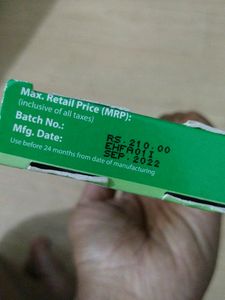 Max. Retail Price (MRP):
(inclusive of all taxes)
Batch No.:
Mfg. Date:
Use before 24 months from date of manufacturing
RS.210.00
EHFA01I
SEP.2022